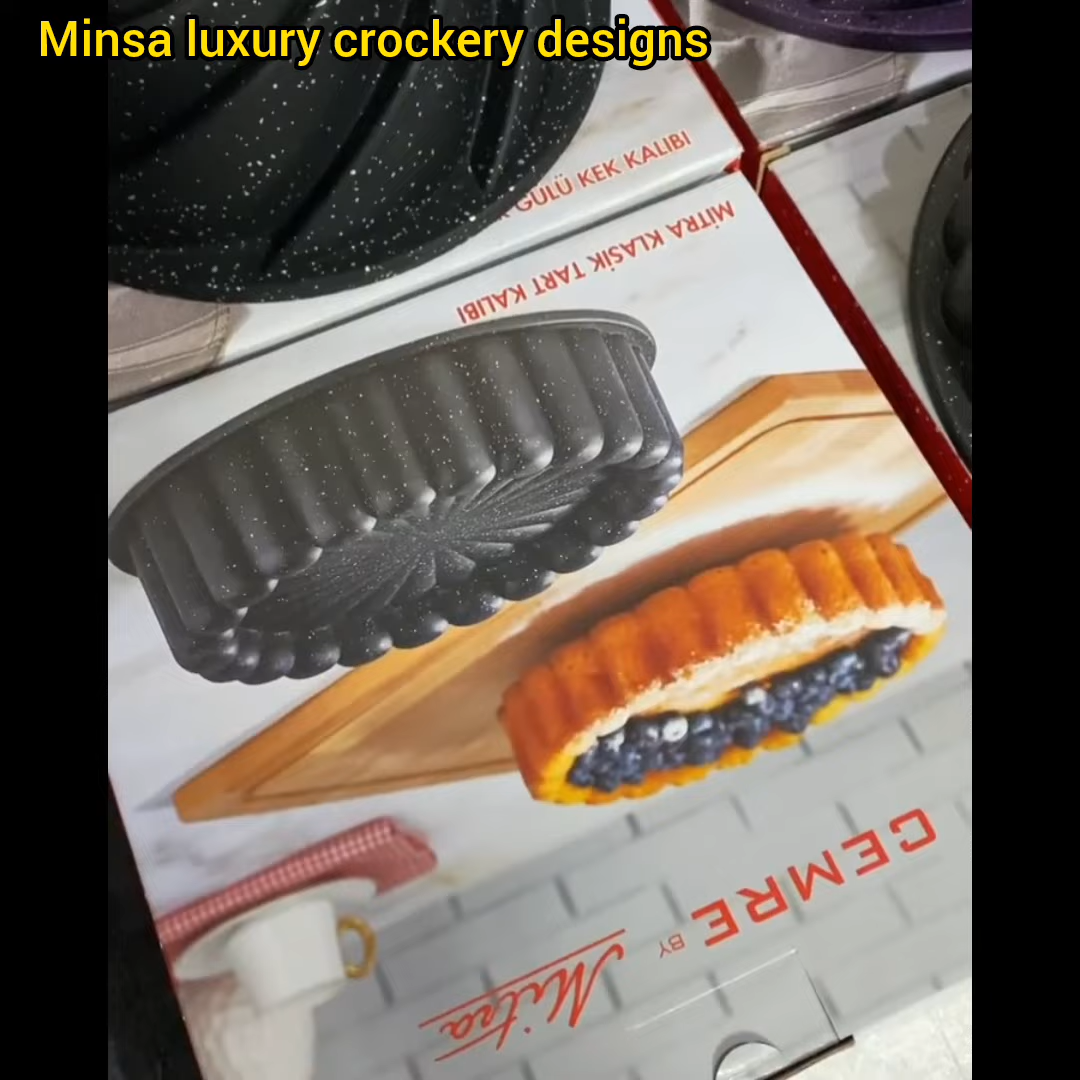 Minsa luxury crockery designs
GÜLÜ KEK KALIBI
MİTRA KLASİK TART KALIBI
CEMRE BY
Mitra